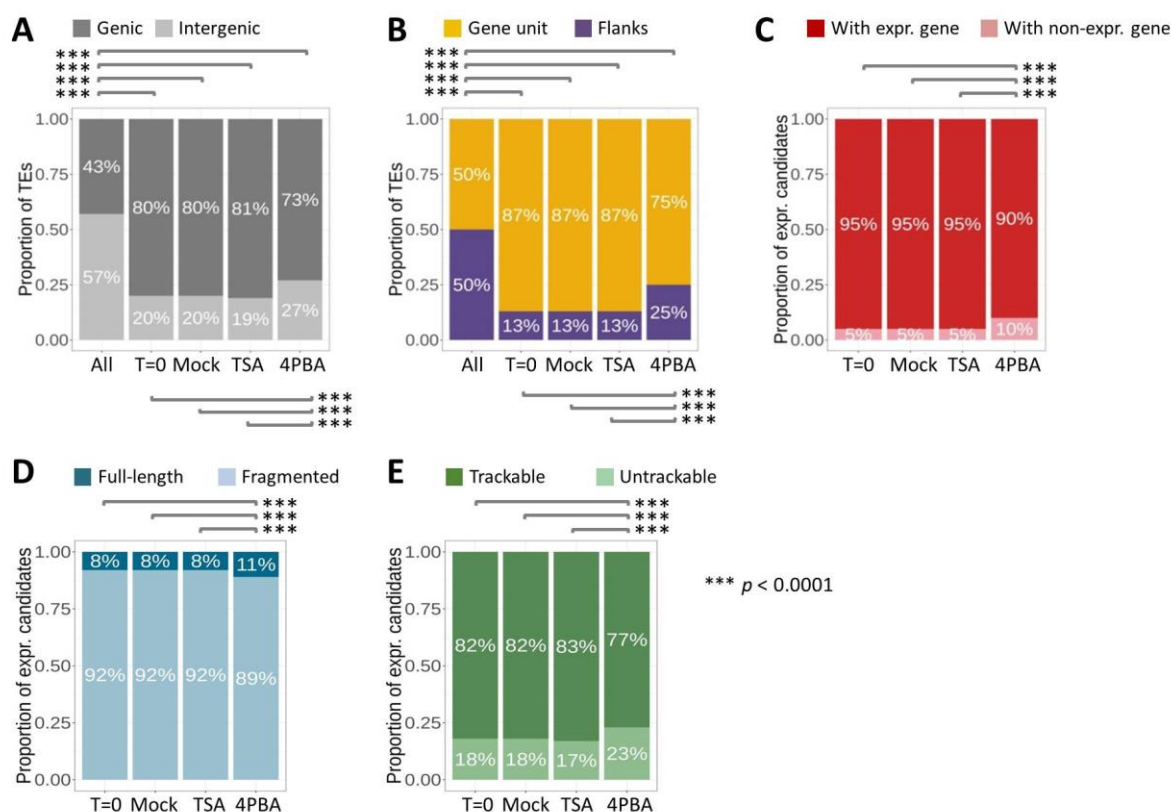 A
Genic Intergenic
***
***
***
***
Proportion of TEs
1.00
0.75
0.50
0.25
0.00
43% 80% 80% 81% 73%
57% 20% 20% 19% 27%
All T=0 Mock TSA 4PBA
***
***
***
B
Gene unit Flanks
***
***
***
***
Proportion of TEs
1.00
0.75
0.50
0.25
0.00
50% 87% 87% 87% 75%
50% 13% 13% 13% 25%
All T=0 Mock TSA 4PBA
***
***
***
C
With expr. gene With non-expr. gene
***
***
***
Proportion of expr. candidates
1.00
0.75
0.50
0.25
0.00
95% 95% 95% 90%
5% 5% 5% 10%
T=0 Mock TSA 4PBA
D
Full-length Fragmented
***
***
***
Proportion of expr. candidates
1.00
0.75
0.50
0.25
0.00
8% 8% 8% 11%
92% 92% 92% 89%
T=0 Mock TSA 4PBA
E
Trackable Untrackable
***
***
***
Proportion of expr. candidates
1.00
0.75
0.50
0.25
0.00
82% 82% 83% 77%
18% 18% 17% 23%
T=0 Mock TSA 4PBA
*** p < 0.0001